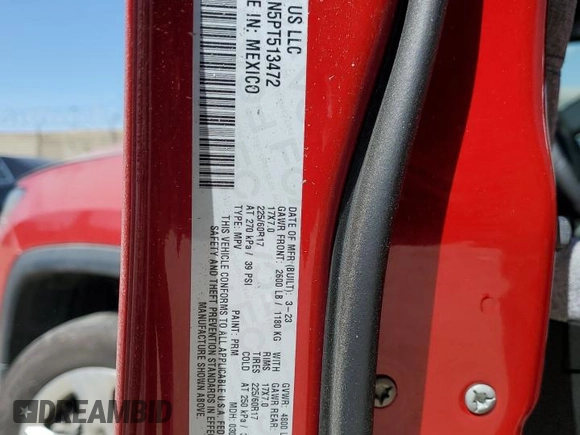 US LLC
E IN: MEXICO
N5PT513472
DATE OF MFR (BUILT): 3-23
GAWR FRONT: 2600 LB / 1180 KG WITH
17X7.0 RIMS
225/60R17 TIRES
AT 270 kPa / 39 PSI COLD
GVWR: 4800 L
GAWR REAR:
17X7.0
225/60R17
AT 250 kPa /
TYPE: MPV PAINT: PRM MDH: 030
THIS VEHICLE CONFORMS TO ALL APPLICABLE U.S.A. FED
SAFETY AND THEFT PREVENTION STANDARDS IN EFFEC
MANUFACTURE SHOWN ABOVE.
DREAMBID